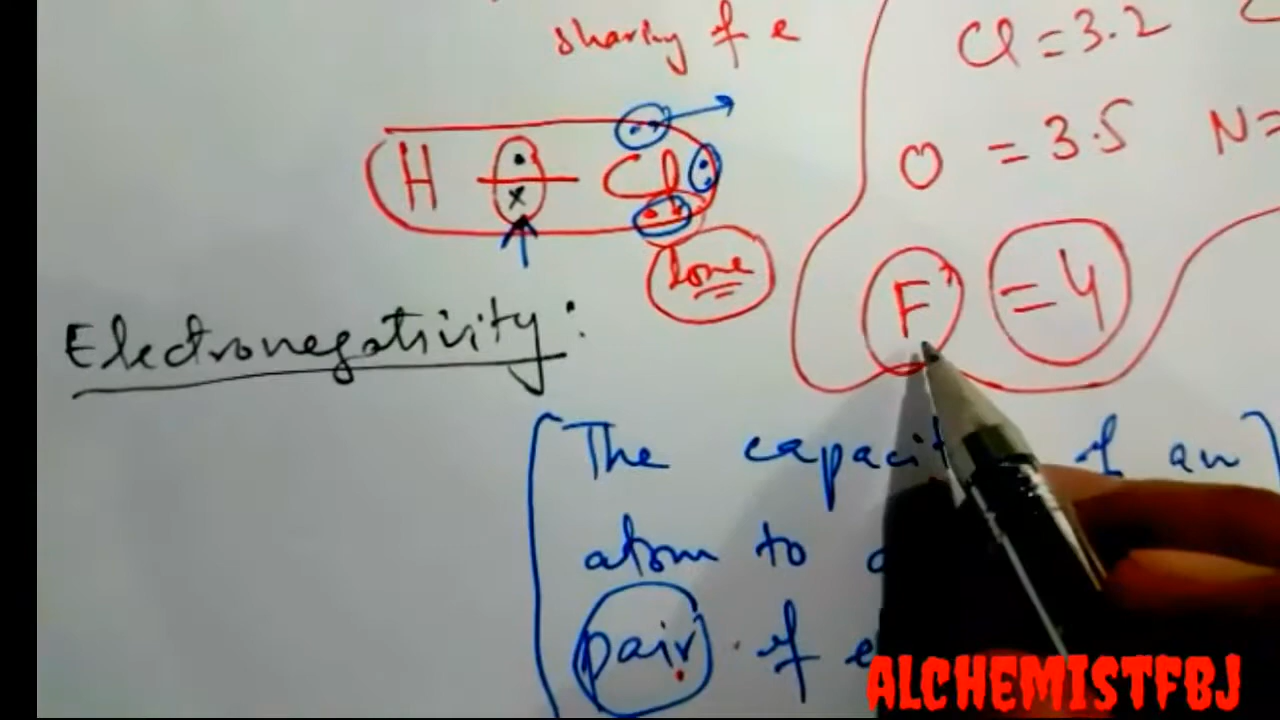 sharing of e
Cl = 3.2
H Cl
O = 3.5 N =
lone
F = 4
Electronegativity:
The capacit of an
atom to
pair of e
ALCHEMISTFBJ